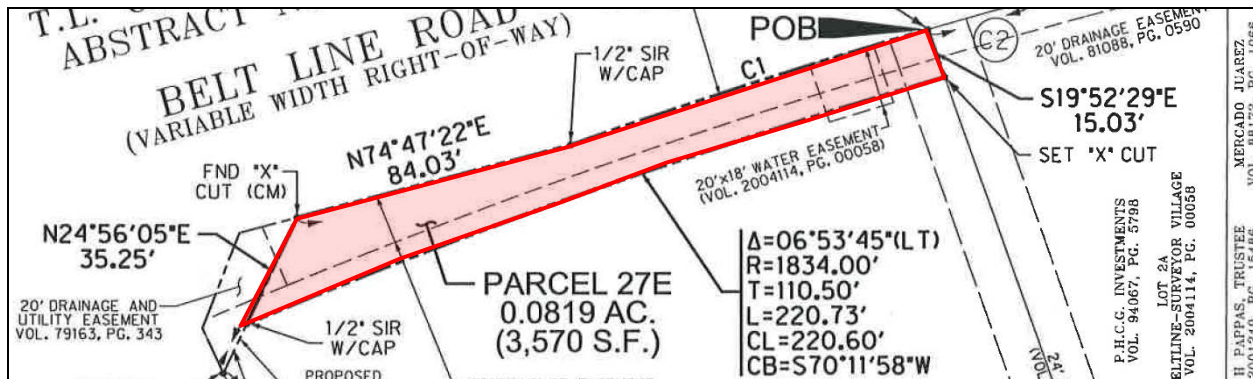 T.L.
ABSTRACT
BELT LINE ROAD
(VARIABLE WIDTH RIGHT-OF-WAY)
1/2" SIR
W/CAP
POB
C1
C2
20' DRAINAGE EASEMENT
VOL. 81088, PG. 0590
S19°52'29"E
15.03'
SET "X" CUT
N74°47'22"E
84.03'
FND "X"
CUT (CM)
20'x18' WATER EASEMENT
(VOL. 2004114, PG. 00058)
N24°56'05"E
35.25'
20' DRAINAGE AND
UTILITY EASEMENT
VOL. 79163, PG. 343
1/2" SIR
W/CAP
PROPOSED
PARCEL 27E
0.0819 AC.
(3,570 S.F.)
Δ=06°53'45"(LT)
R=1834.00'
T=110.50'
L=220.73'
CL=220.60'
CB=S70°11'58"W
24'
(VOL
P.H.C.G. INVESTMENTS
VOL. 94067, PG. 5798
LOT 2A
ELTLINE-SURVEYOR VILLAGE
VOL. 2004114, PG. 00058
MERCADO JUAREZ
H PAPPAS, TRUSTEE